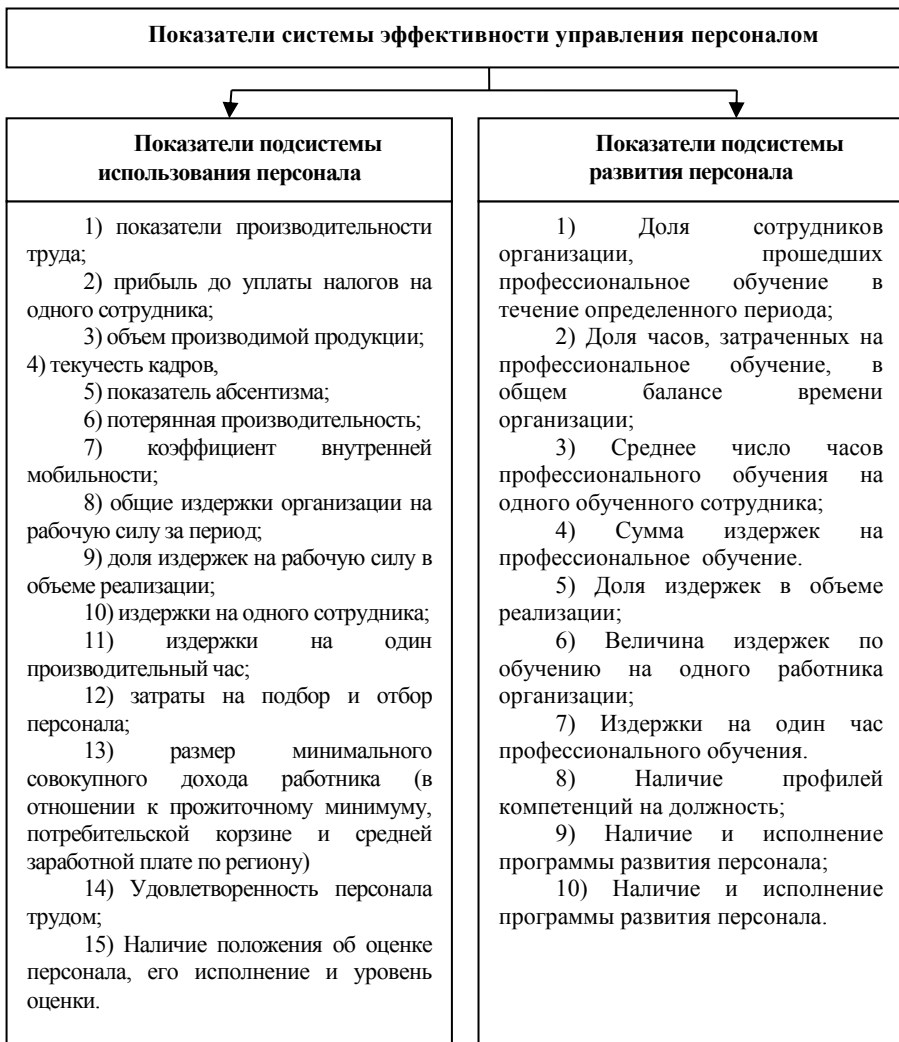 Показатели системы эффективности управления персоналом
Показатели подсистемы
использования персонала
1) показатели производительности
труда;
2) прибыль до уплаты налогов на
одного сотрудника;
3) объем производимой продукции;
4) текучесть кадров,
5) показатель абсентизма;
6) потерянная производительность;
7) коэффициент внутренней
мобильности;
8) общие издержки организации на
рабочую силу за период;
9) доля издержек на рабочую силу в
объеме реализации;
10) издержки на одного сотрудника;
11) издержки на один
производительный час;
12) затраты на подбор и отбор
персонала;
13) размер минимального
совокупного дохода работника (в
отношении к прожиточному минимуму,
потребительской корзине и средней
заработной плате по региону)
14) Удовлетворенность персонала
трудом;
15) Наличие положения об оценке
персонала, его исполнение и уровень
оценки.
Показатели подсистемы
развития персонала
1) Доля сотрудников
организации, прошедших
профессиональное обучение в
течение определенного периода;
2) Доля часов, затраченных на
профессиональное обучение, в
общем балансе времени
организации;
3) Среднее число часов
профессионального обучения на
одного обученного сотрудника;
4) Сумма издержек на
профессиональное обучение.
5) Доля издержек в объеме
реализации;
6) Величина издержек по
обучению на одного работника
организации;
7) Издержки на один час
профессионального обучения.
8) Наличие профилей
компетенций на должность;
9) Наличие и исполнение
программы развития персонала;
10) Наличие и исполнение
программы развития персонала.